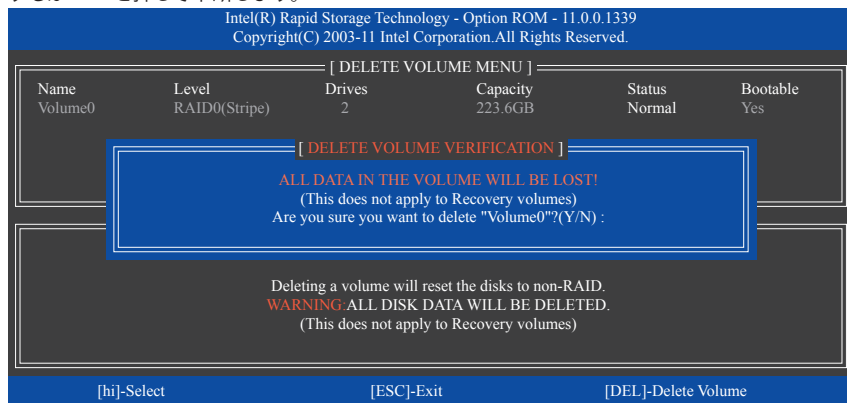 Intel(R) Rapid Storage Technology - Option ROM - 11.0.0.1339
Copyright(C) 2003-11 Intel Corporation.All Rights Reserved.
[ DELETE VOLUME MENU ]
Name Level Drives Capacity Status Bootable
Volume0 RAID0(Stripe) 2 223.6GB Normal Yes
[ DELETE VOLUME VERIFICATION ]
ALL DATA IN THE VOLUME WILL BE LOST!
(This does not apply to Recovery volumes)
Are you sure you want to delete "Volume0"?(Y/N) :
Deleting a volume will reset the disks to non-RAID.
WARNING:ALL DISK DATA WILL BE DELETED.
(This does not apply to Recovery volumes)
[hi]-Select [ESC]-Exit [DEL]-Delete Volume